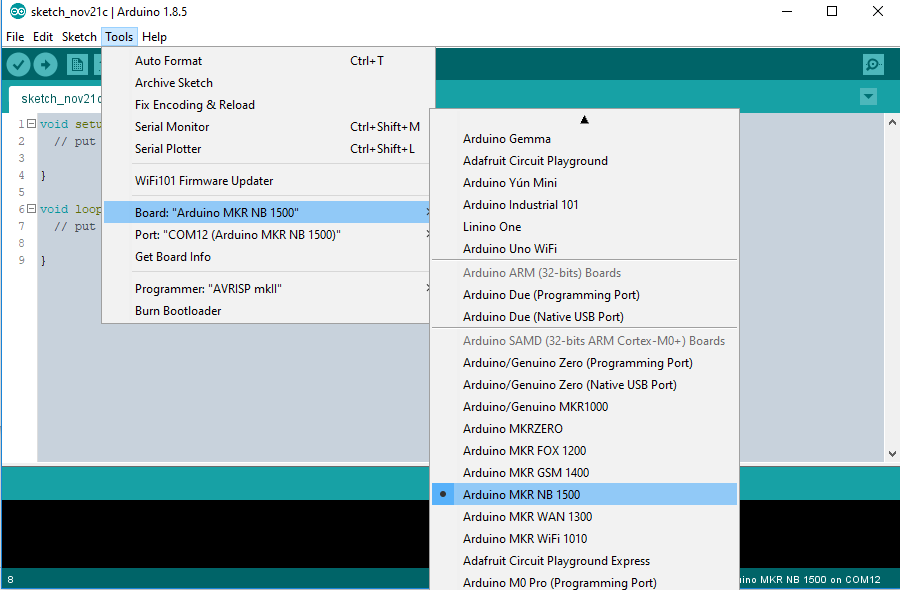 sketch_nov21c | Arduino 1.8.5
File Edit Sketch Tools Help
sketch_nov21c
1 void setu
2 // put
3
4 }
5
6 void loop
7 // put
8
9 }
Auto Format Ctrl+T
Archive Sketch
Fix Encoding & Reload
Serial Monitor Ctrl+Shift+M
Serial Plotter Ctrl+Shift+L
WiFi101 Firmware Updater
Board: "Arduino MKR NB 1500"
Port: "COM12 (Arduino MKR NB 1500)"
Get Board Info
Programmer: "AVRISP mkII"
Burn Bootloader
Arduino Gemma
Adafruit Circuit Playground
Arduino Yún Mini
Arduino Industrial 101
Linino One
Arduino Uno WiFi
Arduino ARM (32-bits) Boards
Arduino Due (Programming Port)
Arduino Due (Native USB Port)
Arduino SAMD (32-bits ARM Cortex-M0+) Boards
Arduino/Genuino Zero (Programming Port)
Arduino/Genuino Zero (Native USB Port)
Arduino/Genuino MKR1000
Arduino MKRZERO
Arduino MKR FOX 1200
Arduino MKR GSM 1400
Arduino MKR NB 1500
Arduino MKR WAN 1300
Arduino MKR WiFi 1010
Adafruit Circuit Playground Express
Arduino M0 Pro (Programming Port)
8 uino MKR NB 1500 on COM12